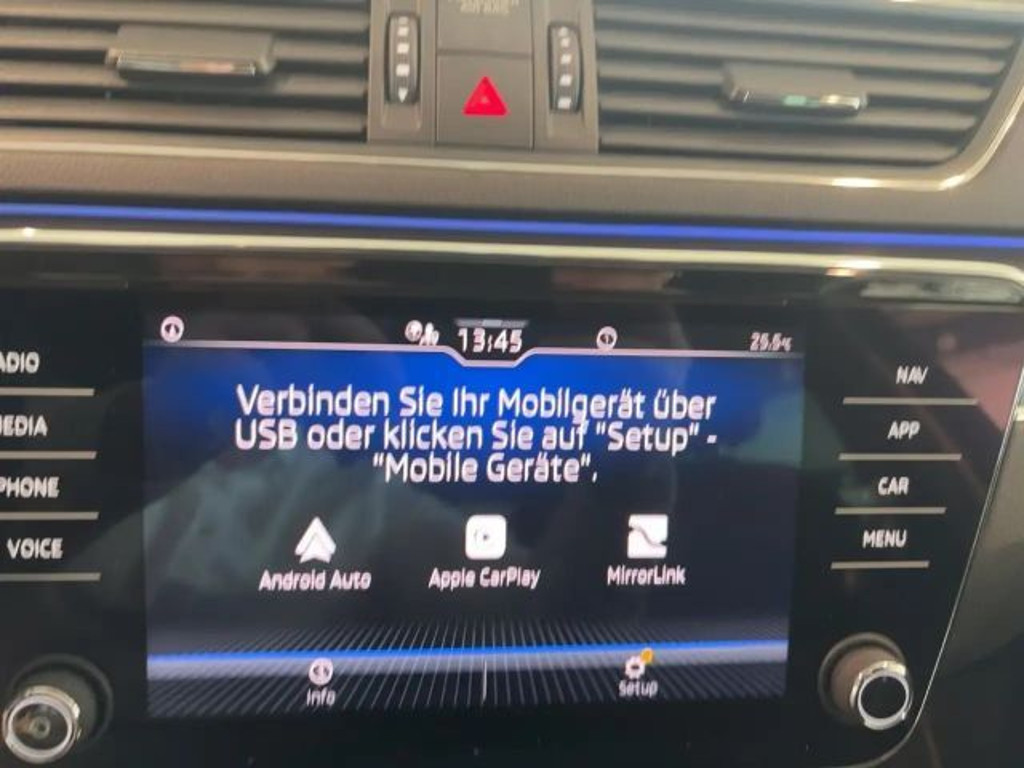 13:45
Verbinden Sie Ihr Mobilgerät über
USB oder klicken Sie auf "Setup" -
"Mobile Geräte".
Android Auto
Apple CarPlay
MirrorLink
Info
Setup
ADIO
MEDIA
PHONE
VOICE
NAV
APP
CAR
MENU